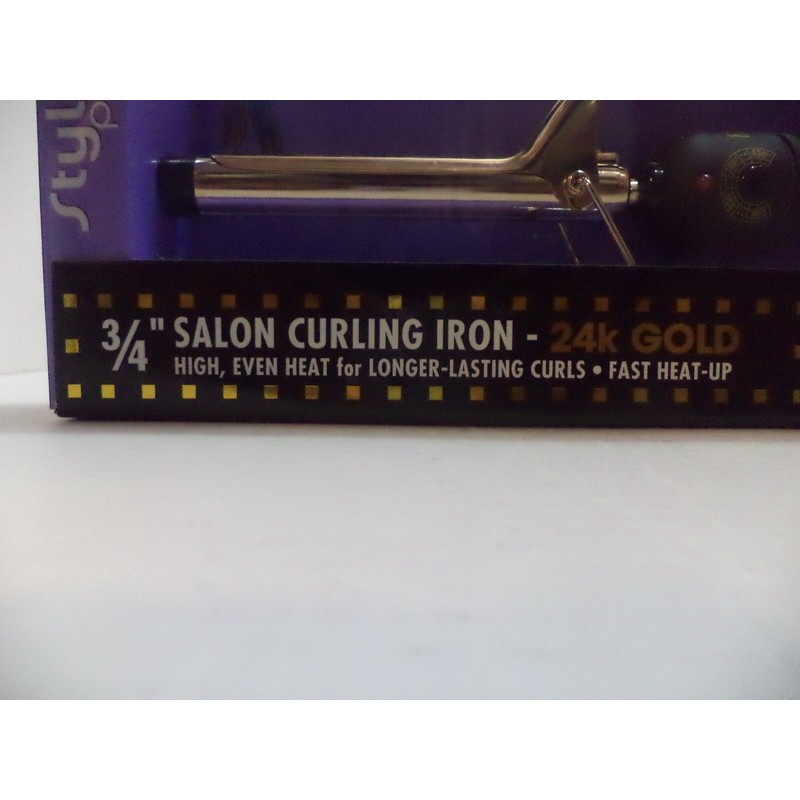 3/4" SALON CURLING IRON - 24k GOLD
HIGH, EVEN HEAT for LONGER-LASTING CURLS • FAST HEAT-UP